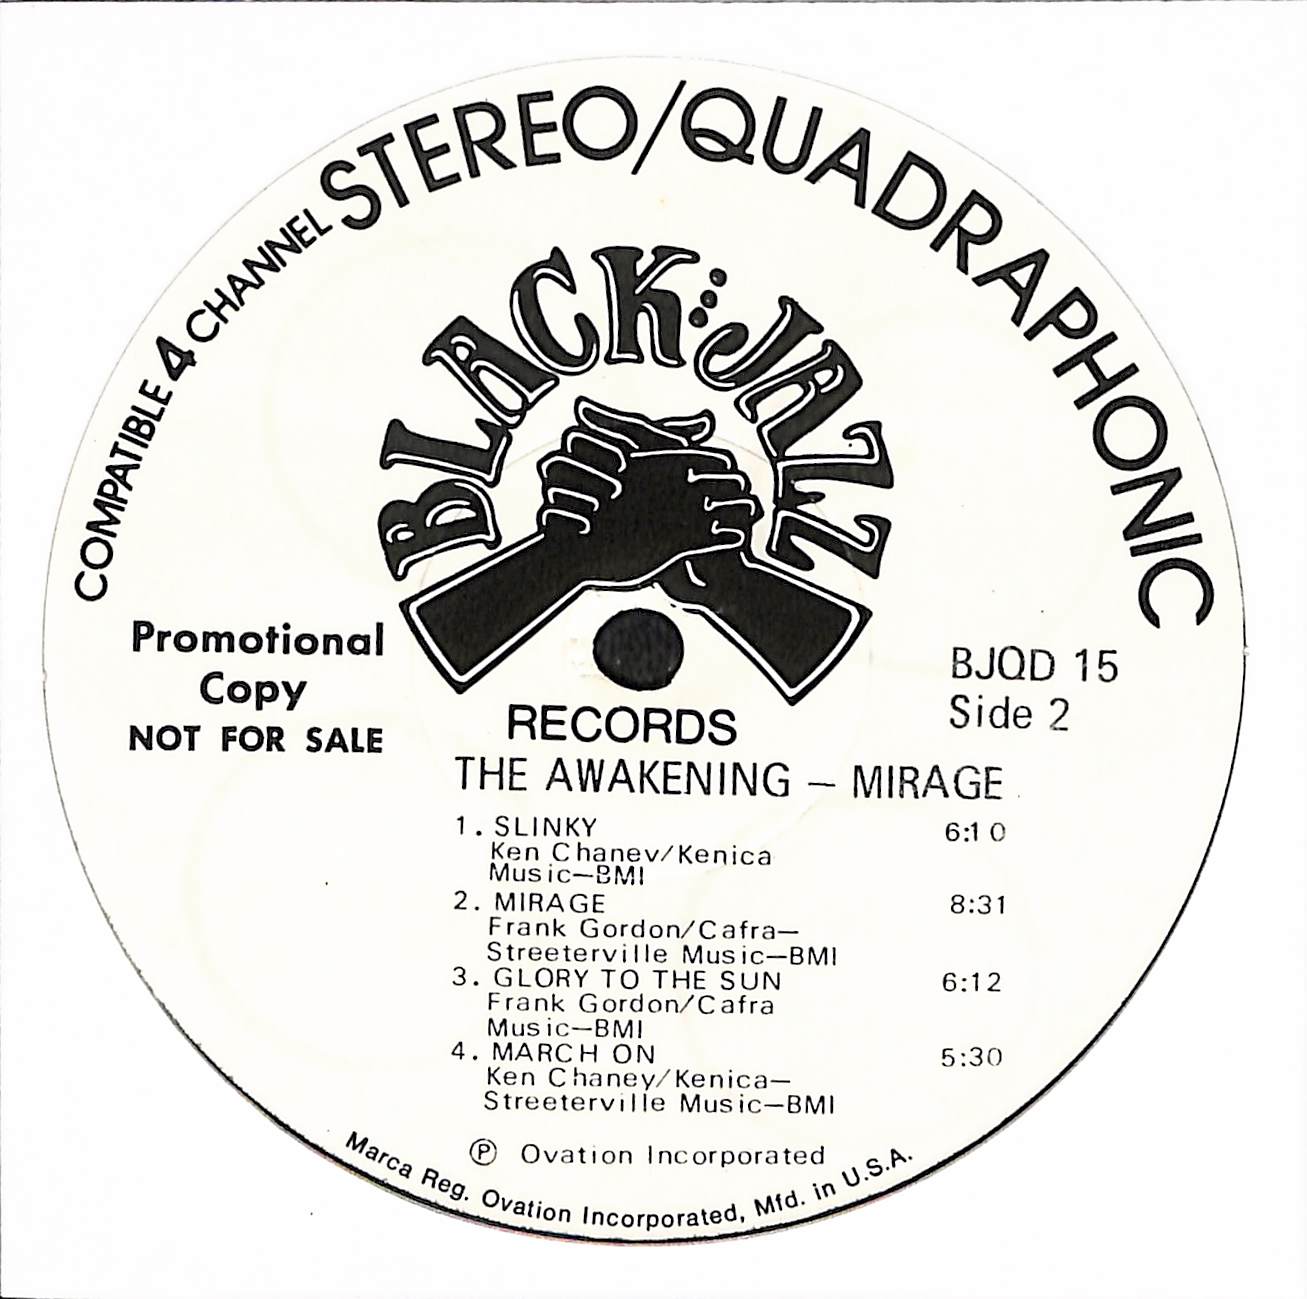 COMPATIBLE 4 CHANNEL STEREO/QUADRAPHONIC
BLACK JAZZ
RECORDS
Promotional
Copy
NOT FOR SALE
BJQD 15
Side 2
THE AWAKENING – MIRAGE
1. SLINKY 6:10
Ken Chanev/Kenica
Music–BMI
2. MIRAGE 8:31
Frank Gordon/Cafra–
Streeterville Music–BMI
3. GLORY TO THE SUN 6:12
Frank Gordon/Cafra
Music–BMI
4. MARCH ON 5:30
Ken Chaney/Kenica–
Streeterville Music–BMI
Ⓟ Ovation Incorporated
Marca Reg. Ovation Incorporated, Mfd. in U.S.A.